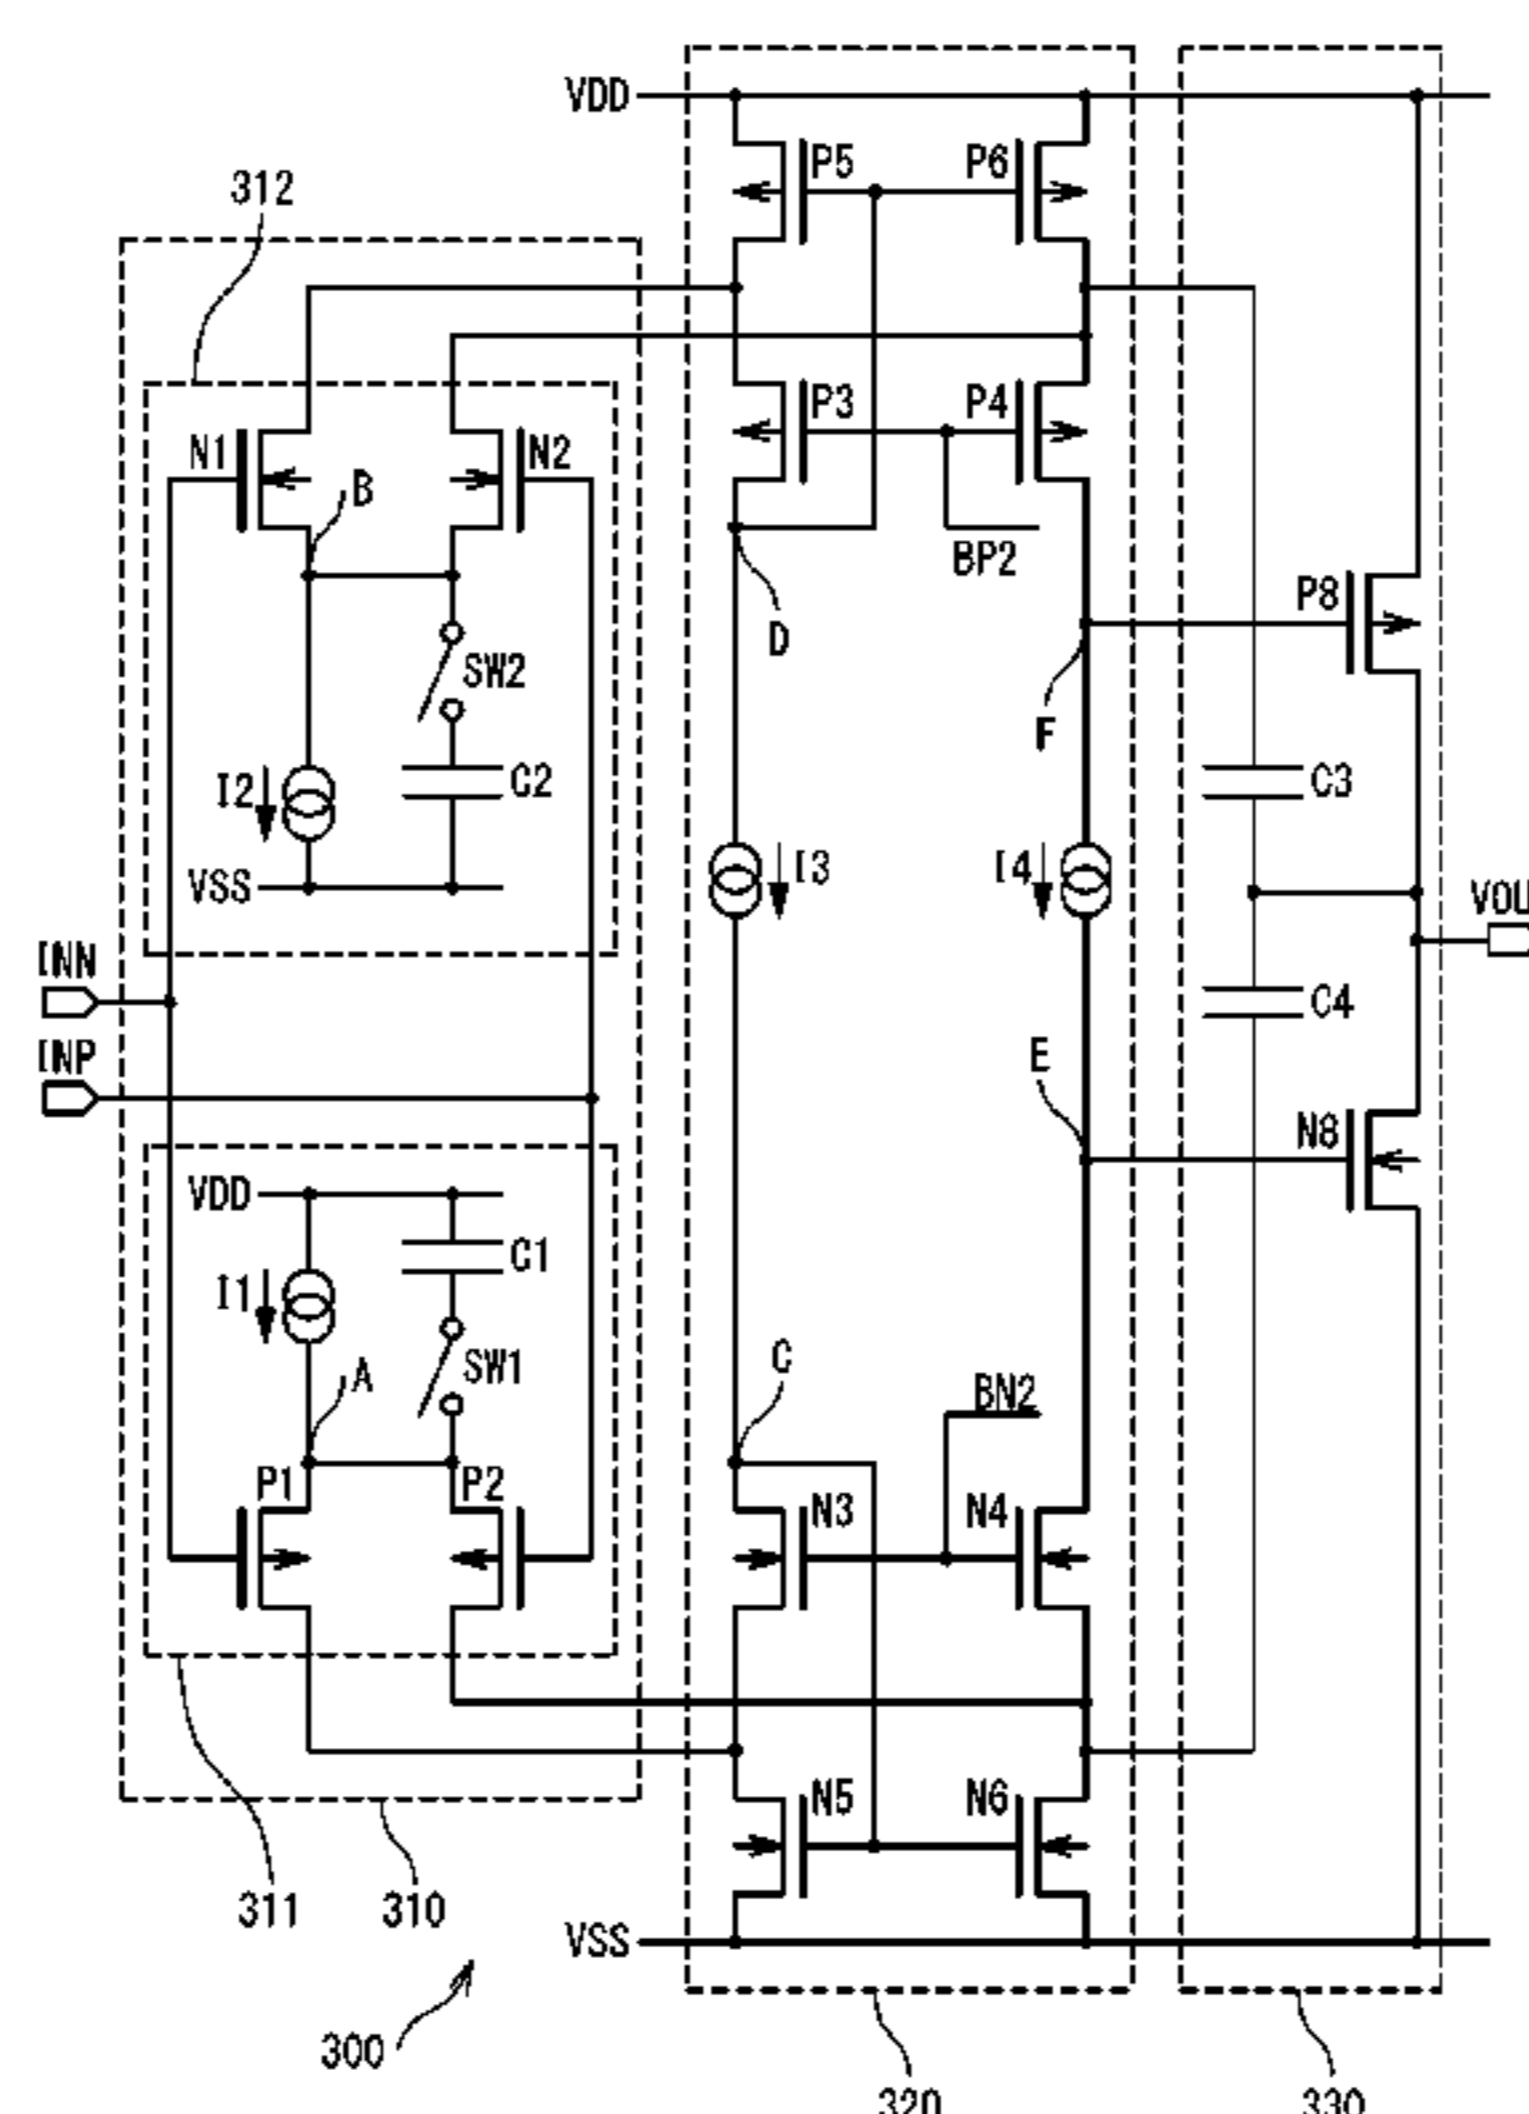 VDD
P5
P6
312
P3
P4
N1
N2
B
BP2
P8
D
SW2
F
I2
C2
C3
I3
I4
VSS
VOU
INN
C4
INP
E
N8
VDD
C1
I1
C
SW1
A
BN2
P1
P2
N3
N4
N5
N6
311
310
VSS
300
320
330